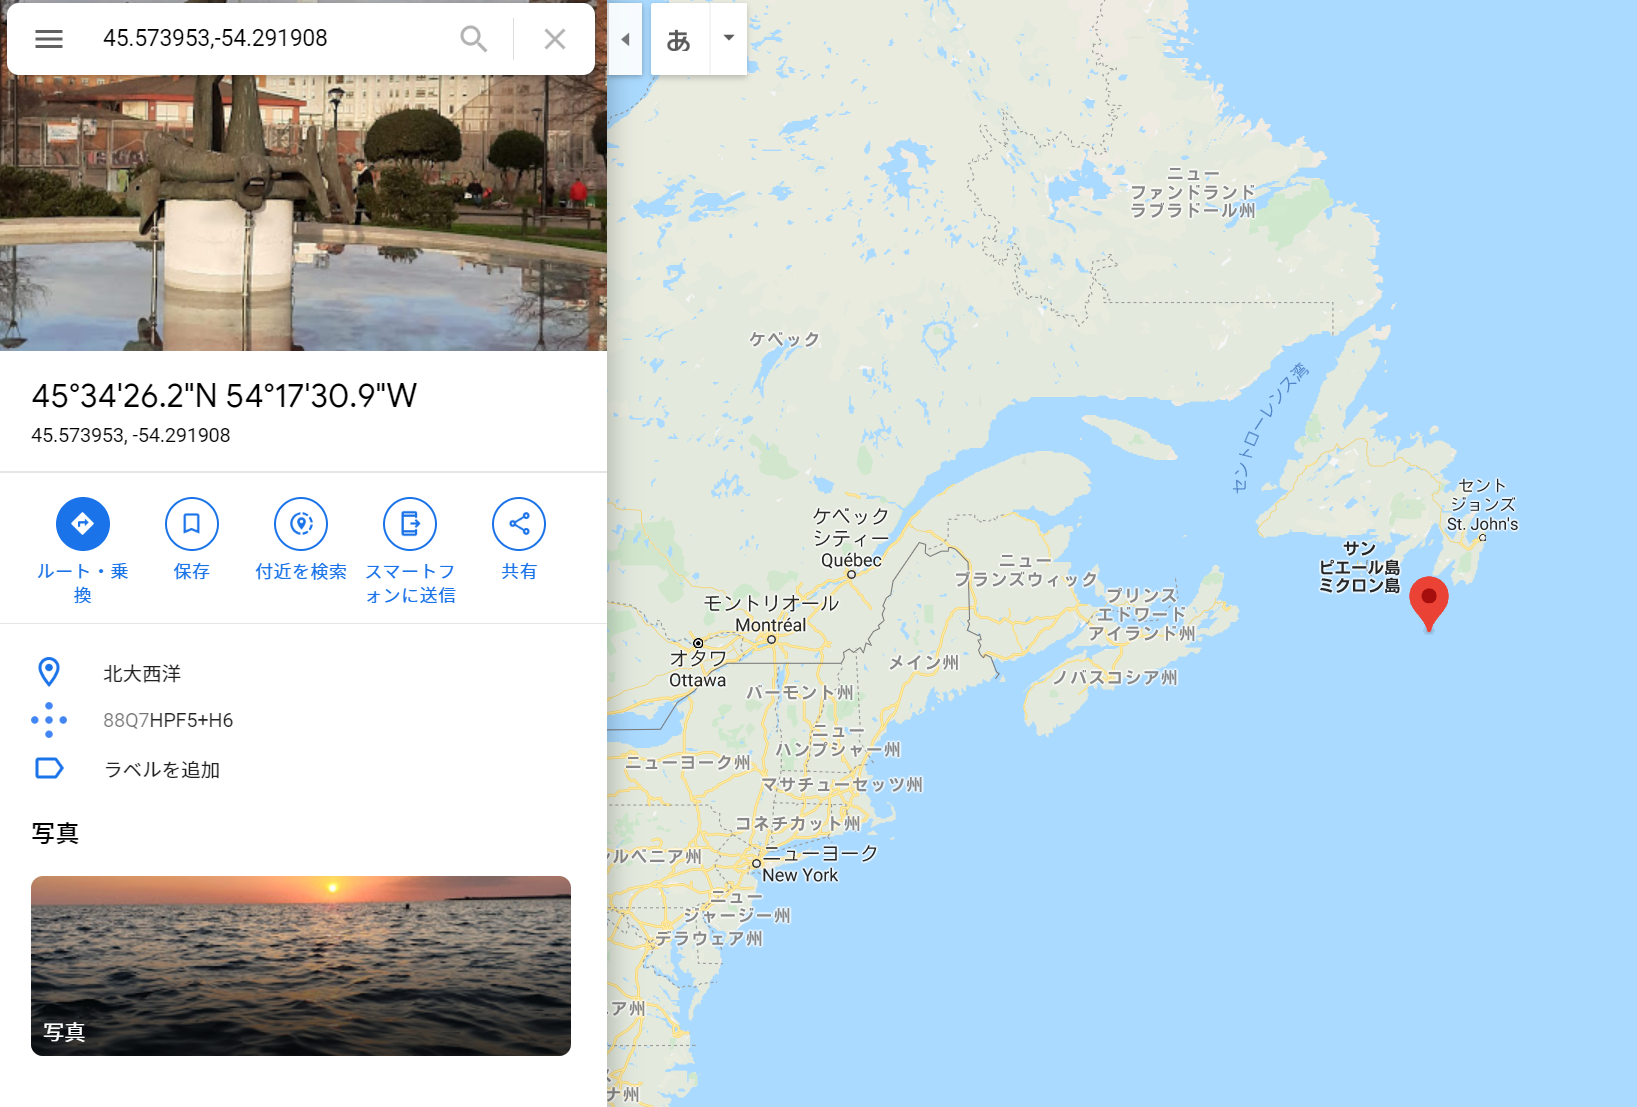 45.573953,-54.291908
あ
45°34'26.2"N 54°17'30.9"W
45.573953, -54.291908
ルート・乗
換
保存
付近を検索
スマートフ
ォンに送信
共有
北大西洋
88Q7HPF5+H6
ラベルを追加
写真
写真
ニュー
ファンドランド
ラブラドール州
ケベック
セントローレンス湾
セント
ジョンズ
St. John's
サン
ピエール島
ミクロン島
ケベック
シティー
Québec
ニュー
ブランズウィック
プリンス
エドワード
アイランド州
モントリオール
Montréal
オタワ
Ottawa
メイン州
ノバスコシア州
バーモント州
ニュー
ハンプシャー州
ニューヨーク州
マサチューセッツ州
コネチカット州
ルベニア州
ニューヨーク
New York
ニュー
ジャージー州
デラウェア州
ア州
ナ州